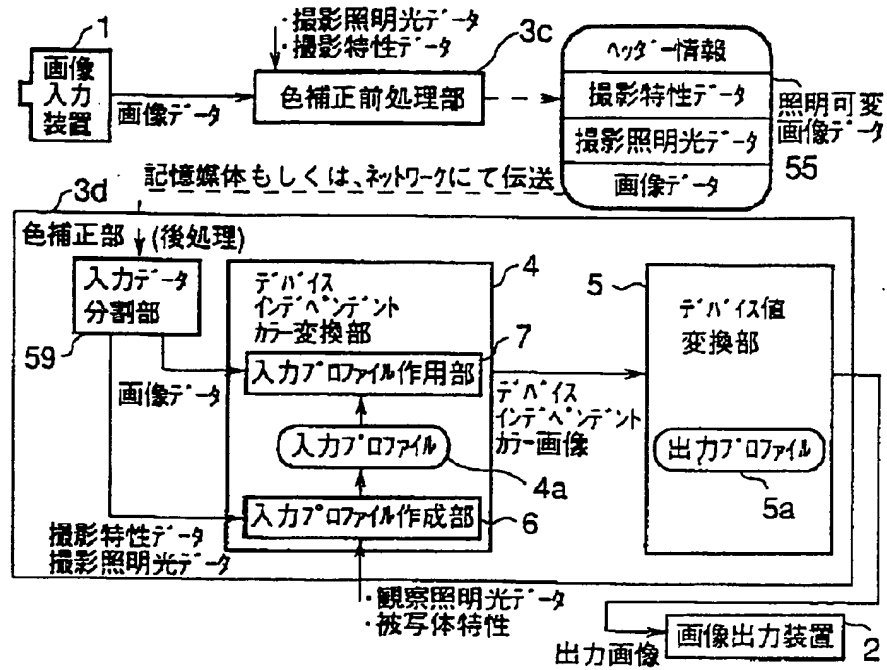 ・撮影照明光データ
・撮影特性データ
1
画像
入力
装置
画像データ
3c
色補正前処理部
ヘッダー情報
撮影特性データ
撮影照明光データ
画像データ
照明可変
画像データ
55
記憶媒体もしくは、ネットワークにて伝送
3d
色補正部
(後処理)
入力データ
分割部
59
画像データ
撮影特性データ
撮影照明光データ
4
デバイス
インデペンデント
カラー変換部
7
入力プロファイル作用部
入力プロファイル
4a
入力プロファイル作成部
6
・観察照明光データ
・被写体特性
デバイス
インデペンデント
カラー画像
5
デバイス値
変換部
出力プロファイル
5a
出力画像
画像出力装置
2